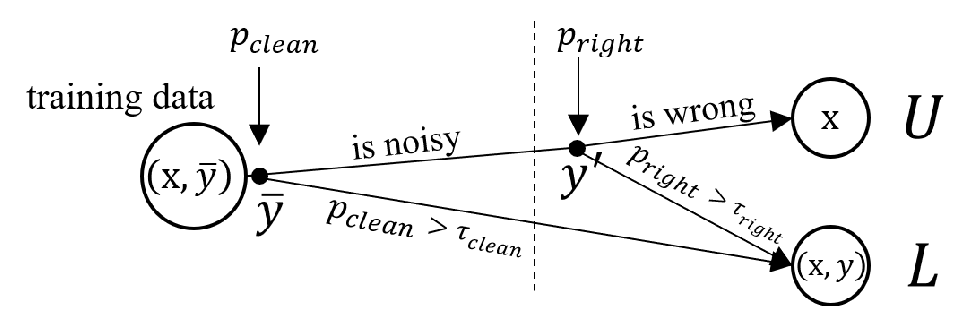 p_clean
p_right
training data
is noisy
is wrong
x
U
(x, ȳ)
ȳ
y'
p_clean > τ_clean
p_right > τ_right
(x, y)
L